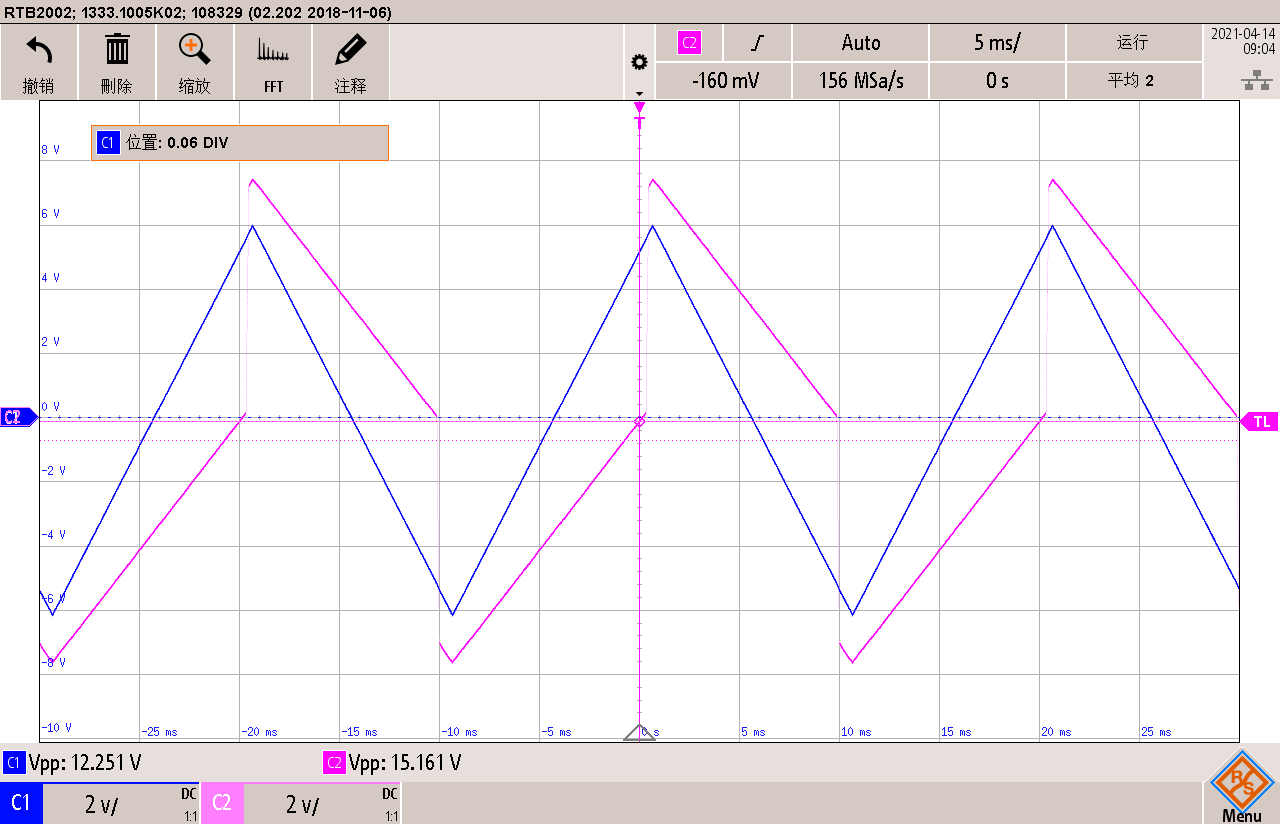 RTB2002; 1333.1005K02; 108329 (02.202 2018-11-06)
C2 Auto 5 ms/ 运行 2021-04-14
09:04
撤销 刪除 缩放 FFT 注释 -160 mV 156 MSa/s 0 s 平均 2
T
C1 位置: 0.06 DIV
8 V
6 V
4 V
2 V
0 V
C2 TL
-2 V
-4 V
-6 V
-8 V
-10 V -25 ms -20 ms -15 ms -10 ms -5 ms 0 s 5 ms 10 ms 15 ms 20 ms 25 ms
C1 Vpp: 12.251 V C2 Vpp: 15.161 V
C1 2 V/ DC 1:1 C2 2 V/ DC 1:1 R S
Menu